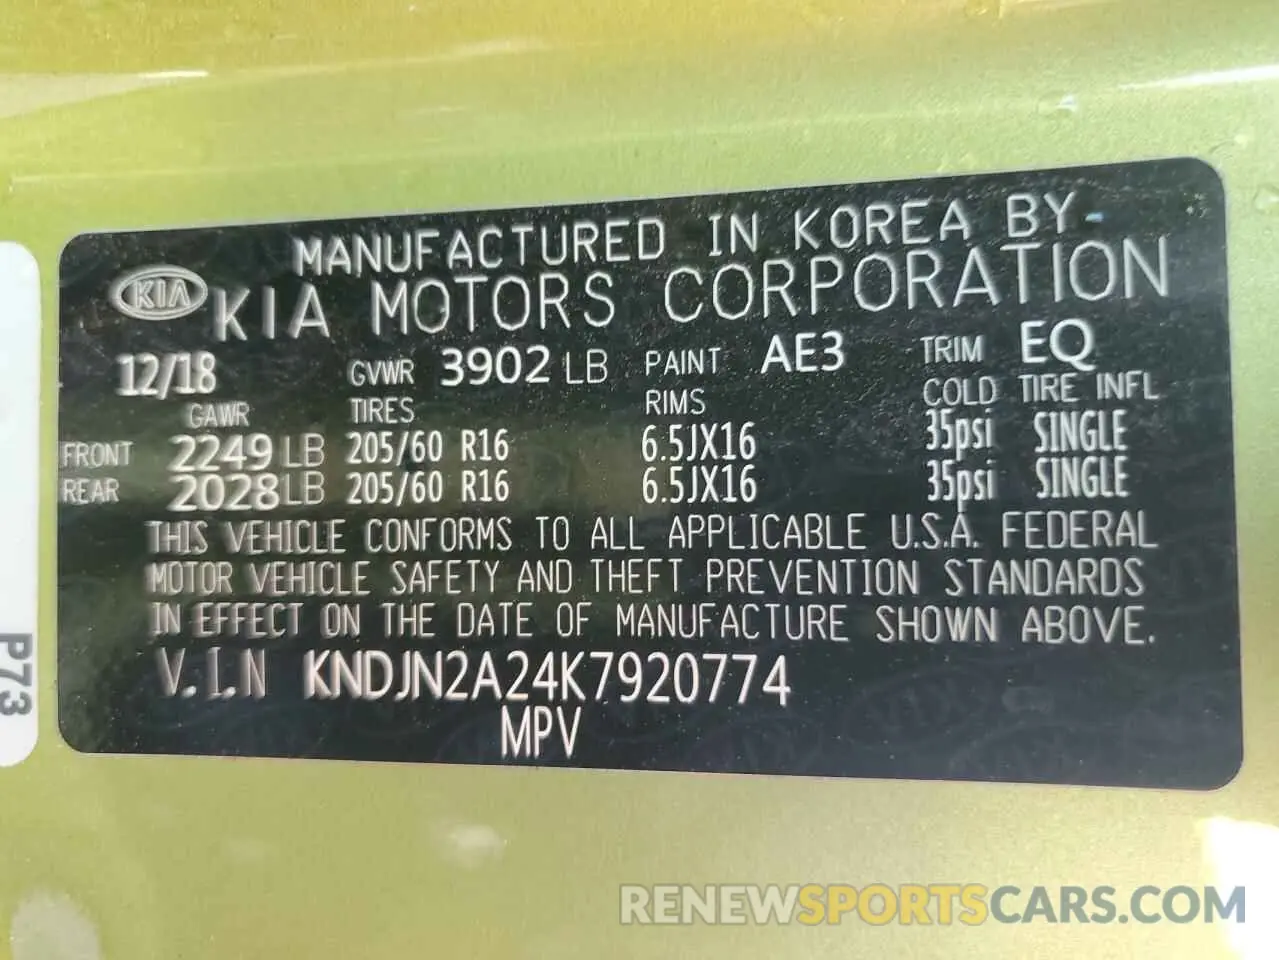 MANUFACTURED IN KOREA BY
KIA KIA MOTORS CORPORATION
12/18 GVWR 3902 LB PAINT AE3 TRIM EQ
GAWR TIRES RIMS COLD TIRE INFL
FRONT 2249 LB 205/60 R16 6.5JX16 35psi SINGLE
REAR 2028 LB 205/60 R16 6.5JX16 35psi SINGLE
THIS VEHICLE CONFORMS TO ALL APPLICABLE U.S.A. FEDERAL
MOTOR VEHICLE SAFETY AND THEFT PREVENTION STANDARDS
IN EFFECT ON THE DATE OF MANUFACTURE SHOWN ABOVE.
V.I.N KNDJN2A24K7920774
MPV
P73
RENEWSPORTSCARS.COM